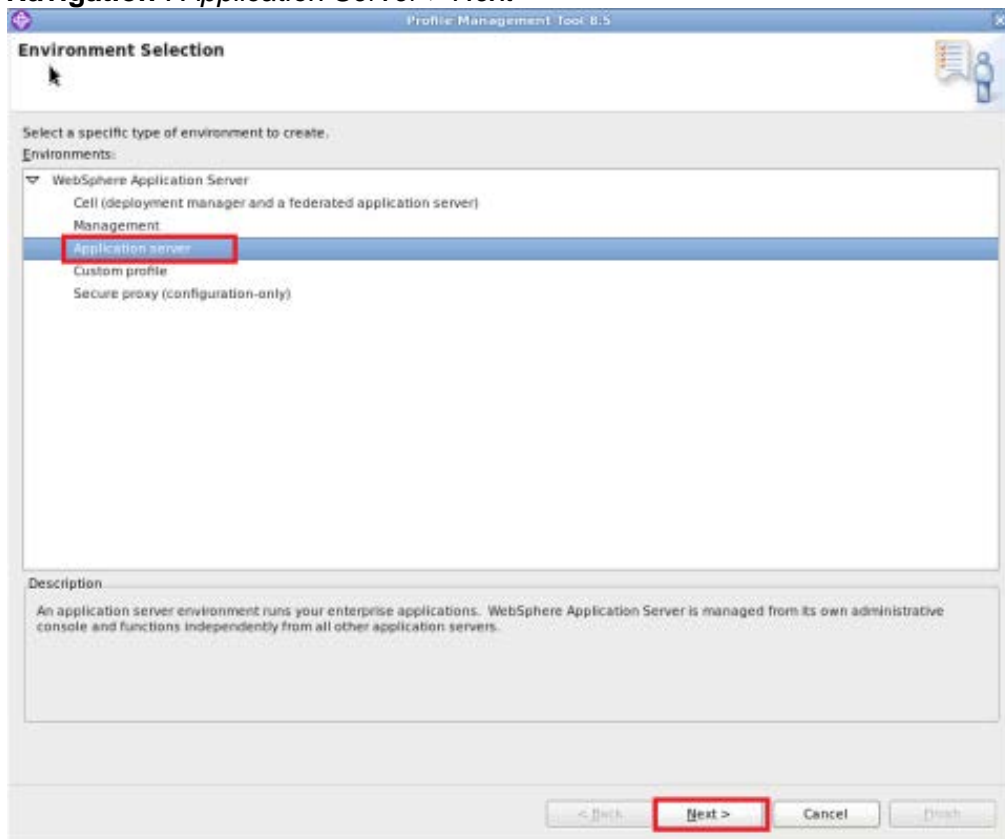 Navigation : Application Server > Next
Profile Management Tool 8.5
Environment Selection
Select a specific type of environment to create.
Environments:
WebSphere Application Server
Cell (deployment manager and a federated application server)
Management
Application server
Custom profile
Secure proxy (configuration-only)
Description
An application server environment runs your enterprise applications. WebSphere Application Server is managed from its own administrative
console and functions independently from all other application servers.
< Back
Next >
Cancel
Finish